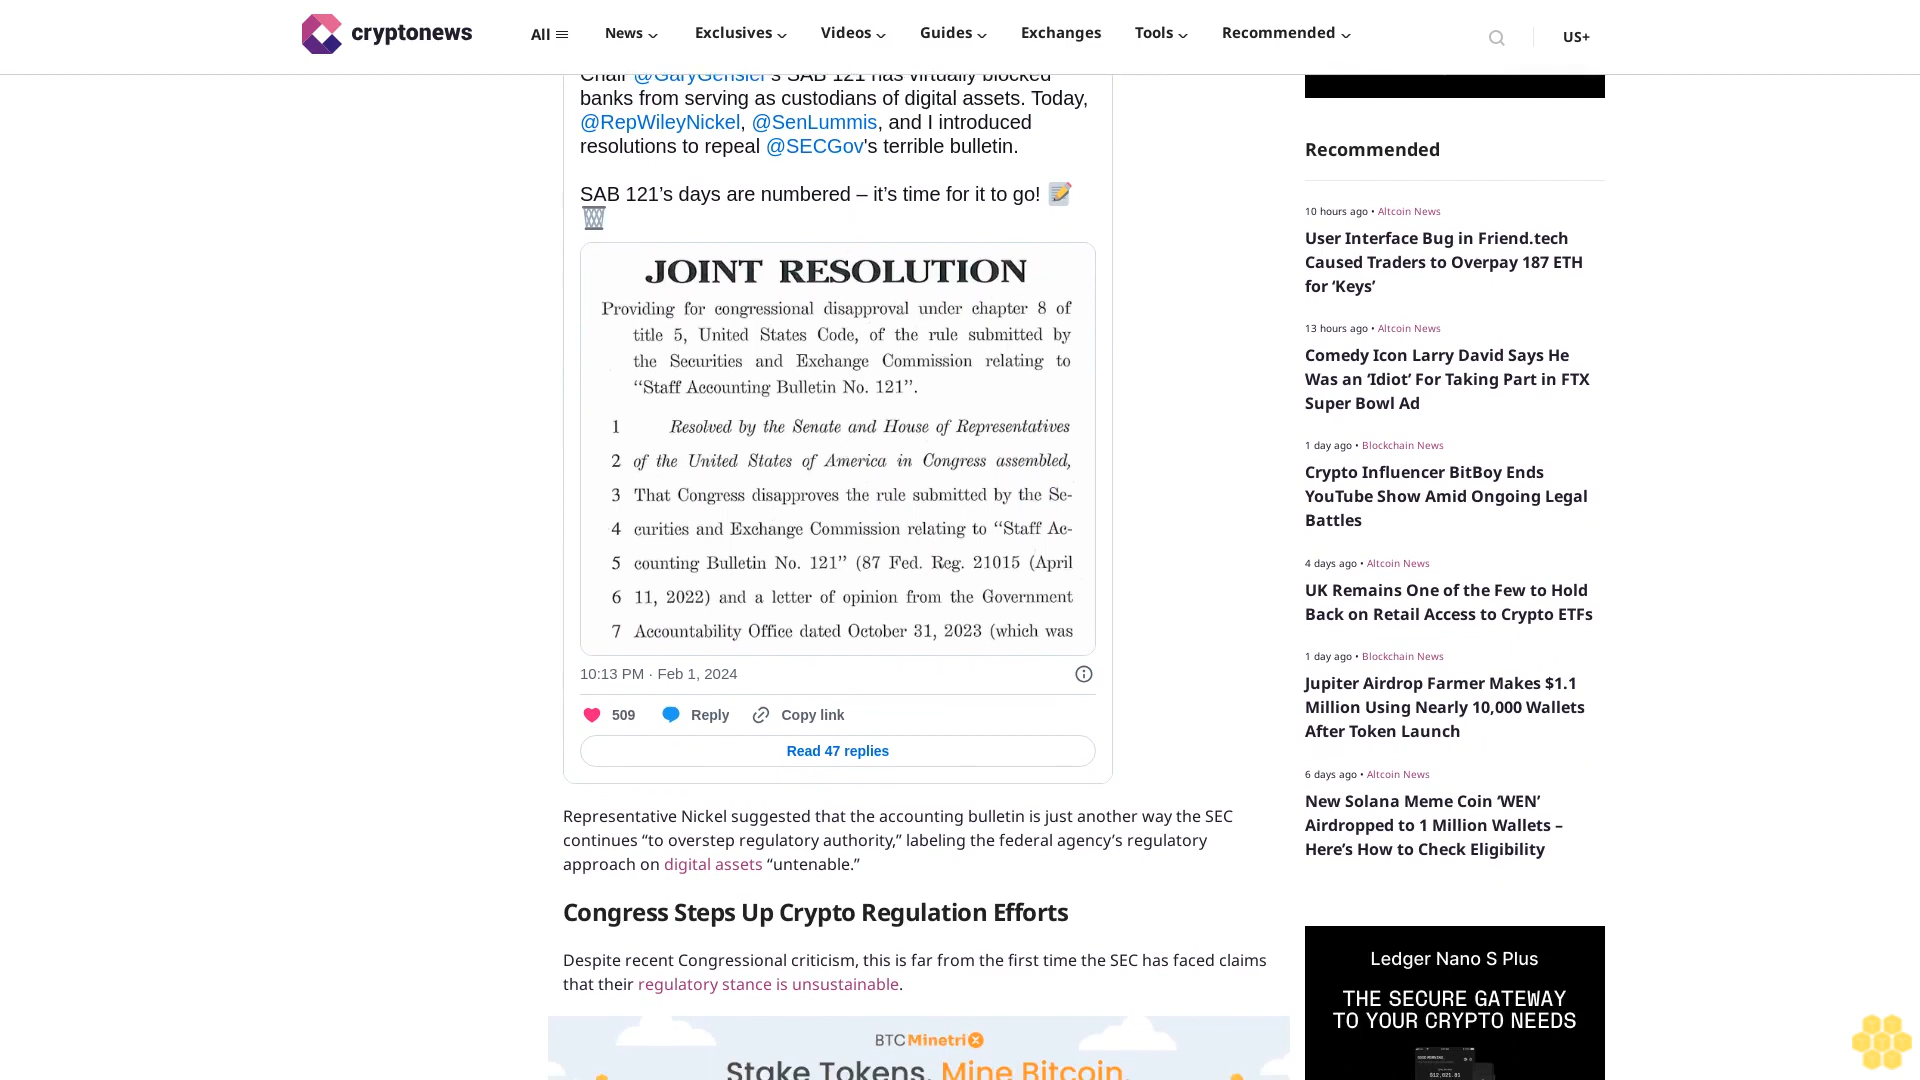 cryptonews
All
News
Exclusives
Videos
Guides
Exchanges
Tools
Recommended
US+
Chair @GaryGensler's SAB 121 has virtually blocked
banks from serving as custodians of digital assets. Today,
@RepWileyNickel, @SenLummis, and I introduced
resolutions to repeal @SECGov's terrible bulletin.
SAB 121’s days are numbered – it’s time for it to go!
JOINT RESOLUTION
Providing for congressional disapproval under chapter 8 of
title 5, United States Code, of the rule submitted by
the Securities and Exchange Commission relating to
“Staff Accounting Bulletin No. 121”.
1 Resolved by the Senate and House of Representatives
2 of the United States of America in Congress assembled,
3 That Congress disapproves the rule submitted by the Se-
4 curities and Exchange Commission relating to “Staff Ac-
5 counting Bulletin No. 121” (87 Fed. Reg. 21015 (April
6 11, 2022) and a letter of opinion from the Government
7 Accountability Office dated October 31, 2023 (which was
10:13 PM · Feb 1, 2024
509 Reply Copy link
Read 47 replies
Representative Nickel suggested that the accounting bulletin is just another way the SEC
continues “to overstep regulatory authority,” labeling the federal agency’s regulatory
approach on digital assets “untenable.”
Congress Steps Up Crypto Regulation Efforts
Despite recent Congressional criticism, this is far from the first time the SEC has faced claims
that their regulatory stance is unsustainable.
BTC Minetrix
Stake Tokens. Mine Bitcoin.
Recommended
10 hours ago • Altcoin News
User Interface Bug in Friend.tech
Caused Traders to Overpay 187 ETH
for ‘Keys’
13 hours ago • Altcoin News
Comedy Icon Larry David Says He
Was an ‘Idiot’ For Taking Part in FTX
Super Bowl Ad
1 day ago • Blockchain News
Crypto Influencer BitBoy Ends
YouTube Show Amid Ongoing Legal
Battles
4 days ago • Altcoin News
UK Remains One of the Few to Hold
Back on Retail Access to Crypto ETFs
1 day ago • Blockchain News
Jupiter Airdrop Farmer Makes $1.1
Million Using Nearly 10,000 Wallets
After Token Launch
6 days ago • Altcoin News
New Solana Meme Coin ‘WEN’
Airdropped to 1 Million Wallets –
Here’s How to Check Eligibility
Ledger Nano S Plus
THE SECURE GATEWAY
TO YOUR CRYPTO NEEDS